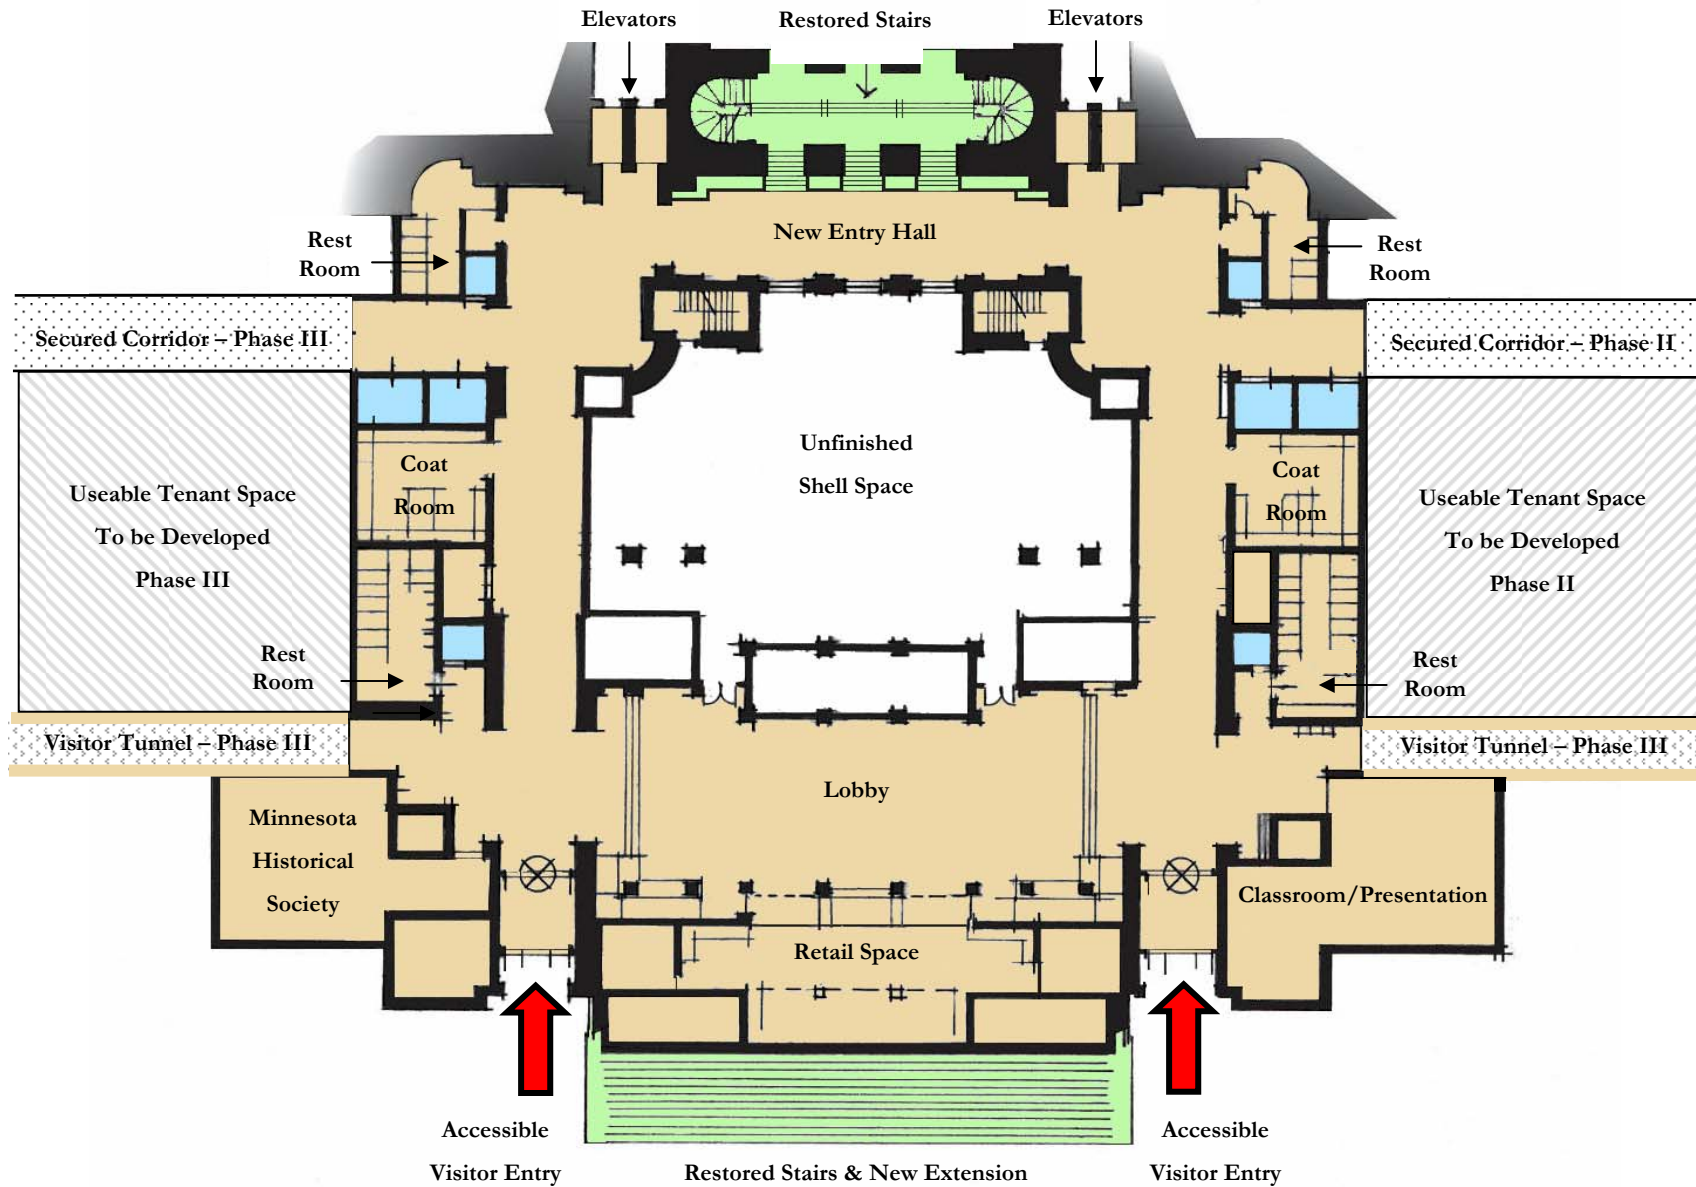 Elevators
Restored Stairs
Elevators
New Entry Hall
Rest
Room
Rest
Room
Secured Corridor – Phase III
Secured Corridor – Phase II
Unfinished
Shell Space
Coat
Room
Coat
Room
Useable Tenant Space
To be Developed
Phase III
Useable Tenant Space
To be Developed
Phase II
Rest
Room
Rest
Room
Visitor Tunnel – Phase III
Visitor Tunnel – Phase III
Lobby
Minnesota
Historical
Society
Classroom/Presentation
Retail Space
Accessible
Visitor Entry
Restored Stairs & New Extension
Accessible
Visitor Entry